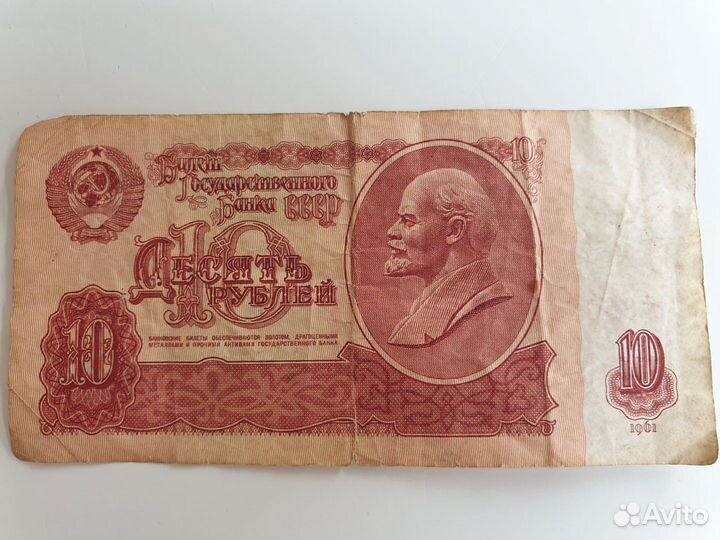 Билет
Государственного
Банка СССР
10
10
Десять
рублей
БАНКОВСКИЕ БИЛЕТЫ ОБЕСПЕЧИВАЮТСЯ ЗОЛОТОМ, ДРАГОЦЕННЫМИ
МЕТАЛЛАМИ И ПРОЧИМИ АКТИВАМИ ГОСУДАРСТВЕННОГО БАНКА
10
10
1961
Avito